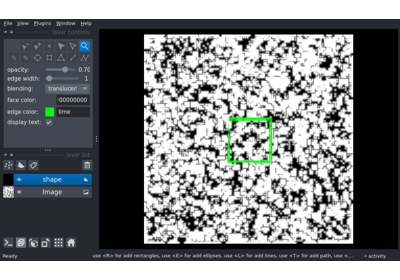 File View Plugins Window Help
layer controls
opacity: 0.70
edge width: 1
blending: translucen
face color: 00000000
edge color: lime
display text:
layer list
shape
Image
Ready
use <R> for add rectangles, use <E> for add ellipses, use <L> for add lines, use <T> for add path, use <...
activity